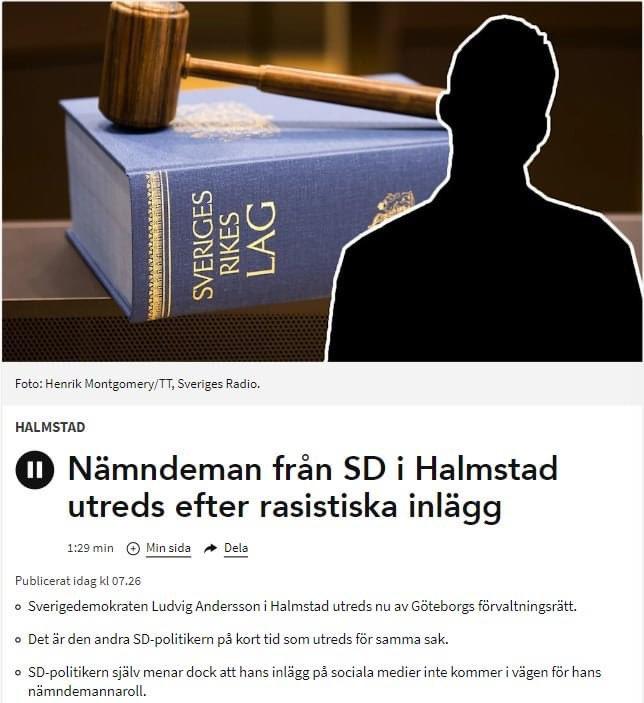 SVERIGES
RIKES
LAG
Foto: Henrik Montgomery/TT, Sveriges Radio.
HALMSTAD
Nämndeman från SD i Halmstad
utreds efter rasistiska inlägg
1:29 min Min sida Dela
Publicerat idag kl 07.26
Sverigedemokraten Ludvig Andersson i Halmstad utreds nu av Göteborgs förvaltningsrätt.
Det är den andra SD-politikern på kort tid som utreds för samma sak.
SD-politikern själv menar dock att hans inlägg på sociala medier inte kommer i vägen för hans
nämndemannaroll.